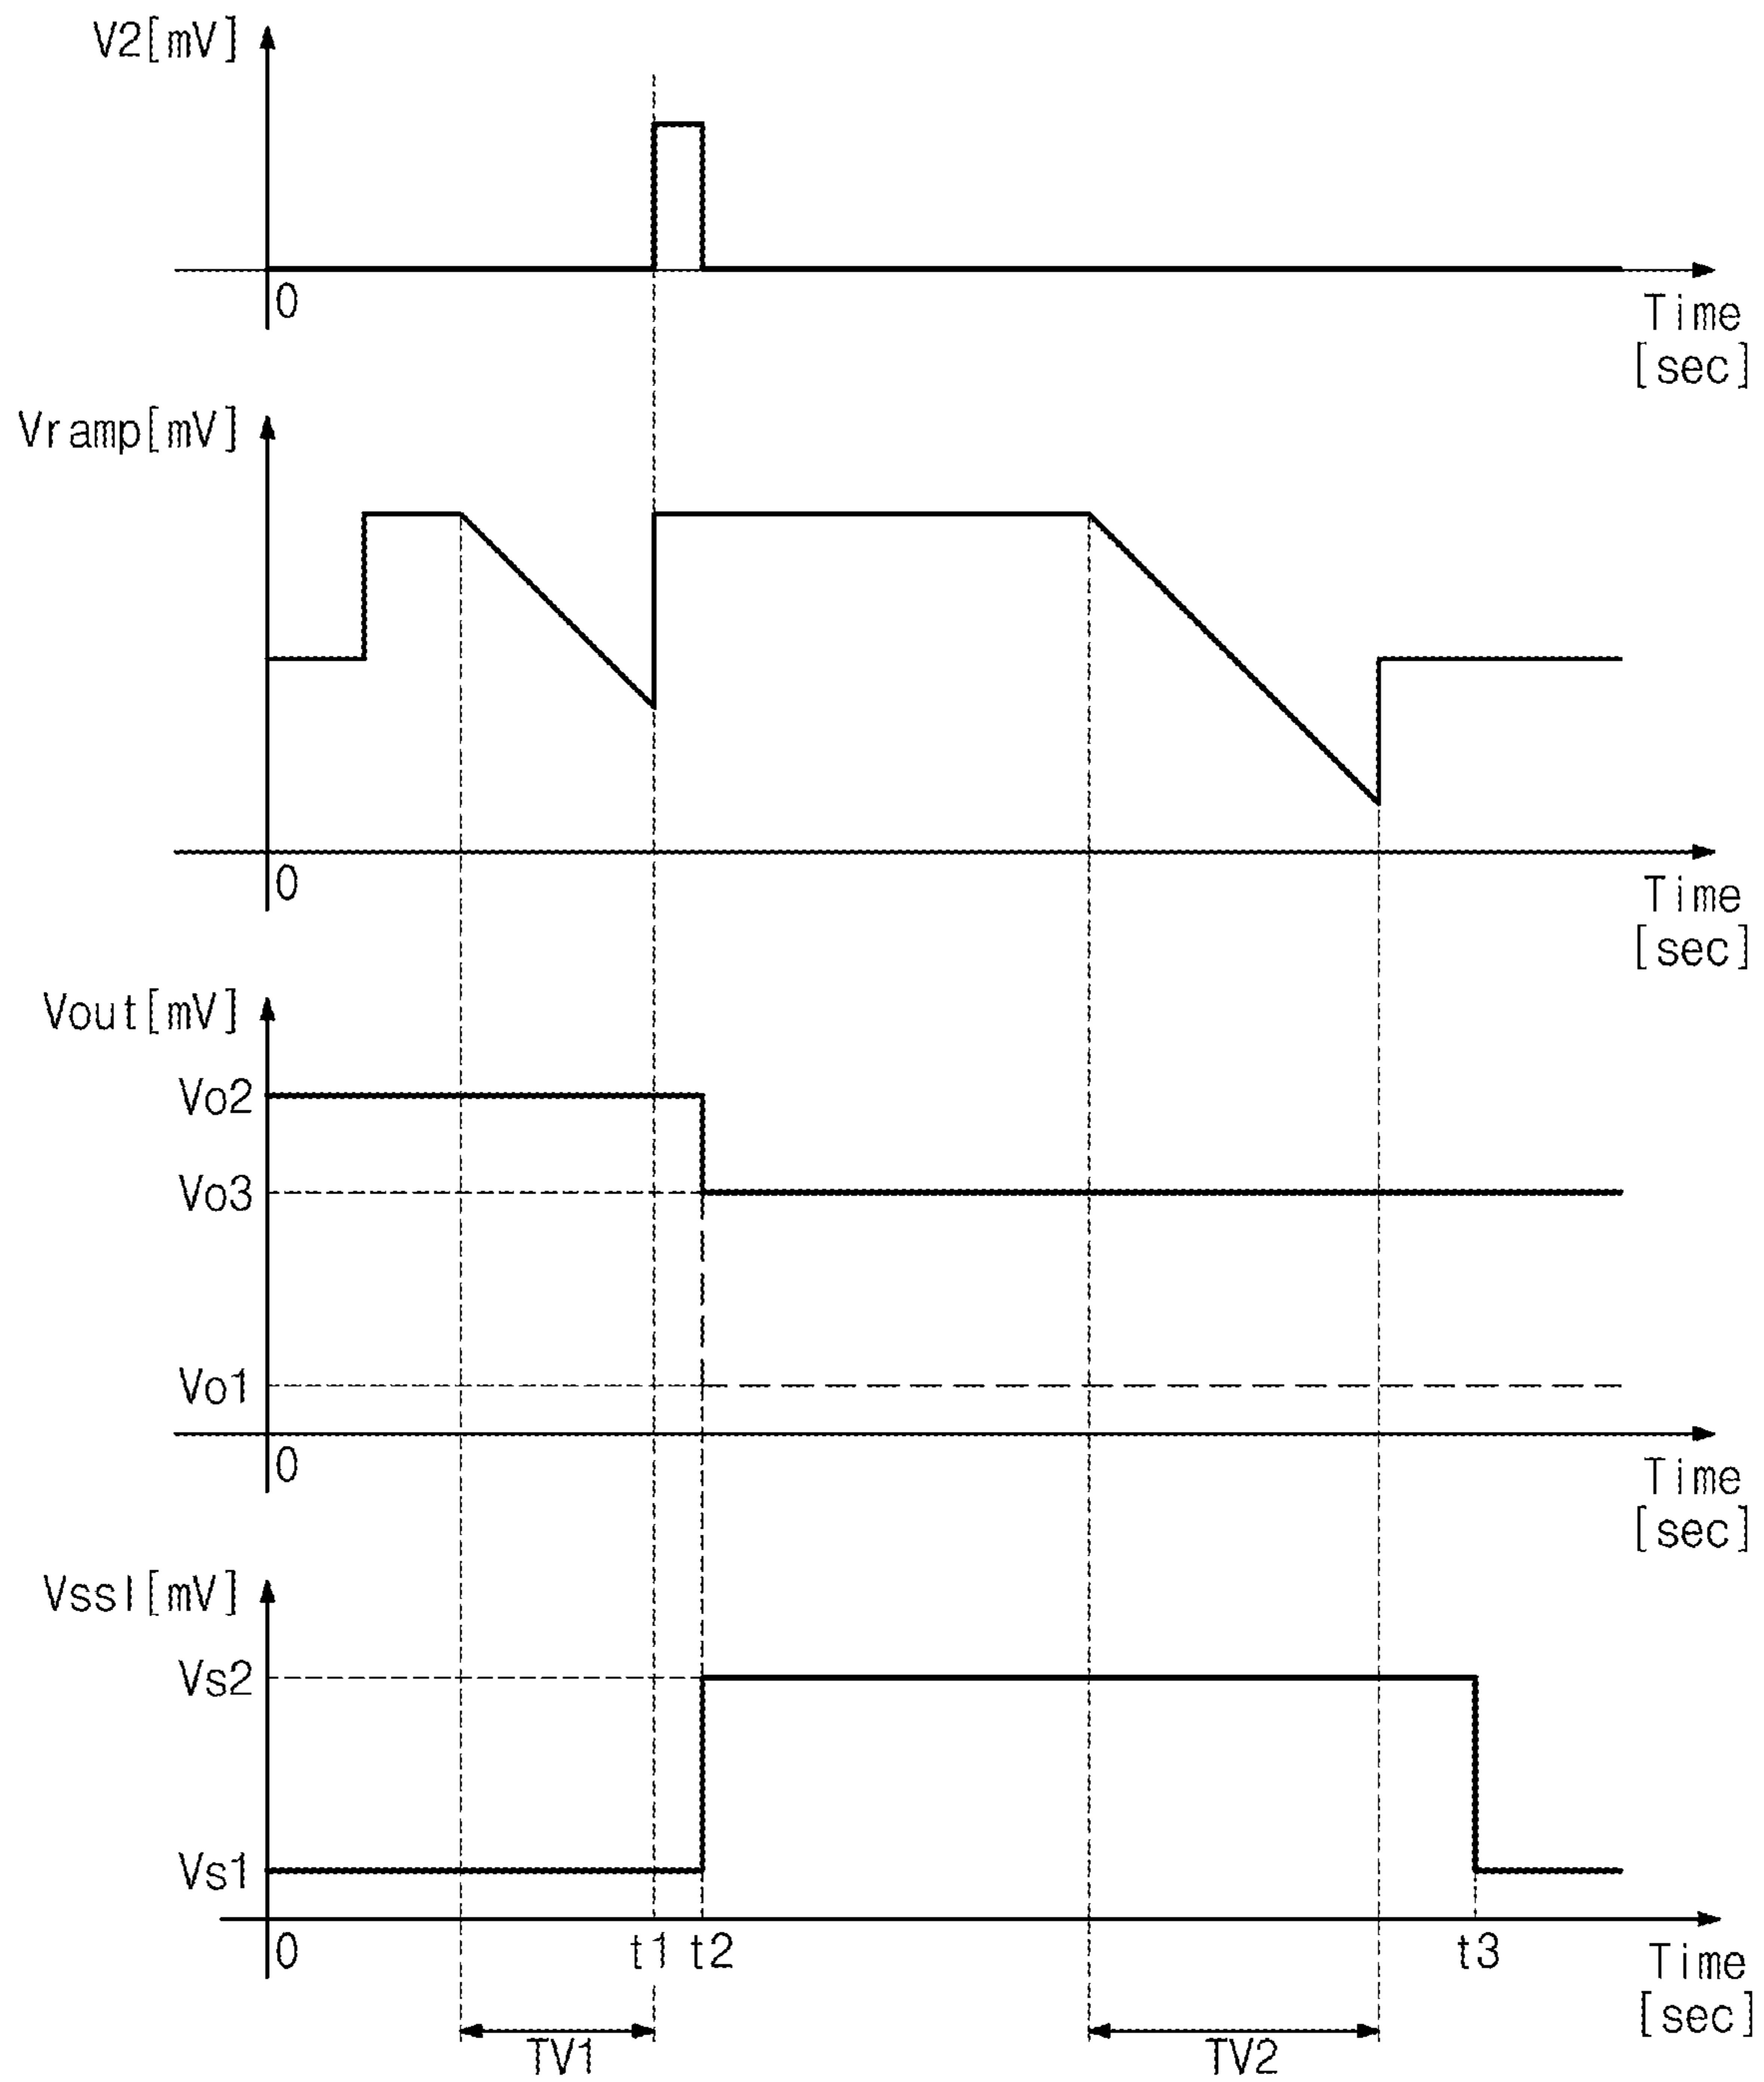 V2[mV]
0
Time
[sec]
Vramp[mV]
0
Time
[sec]
Vout[mV]
Vo2
Vo3
Vo1
0
Time
[sec]
Vssl[mV]
Vs2
Vs1
0
t1
t2
t3
Time
[sec]
TV1
TV2